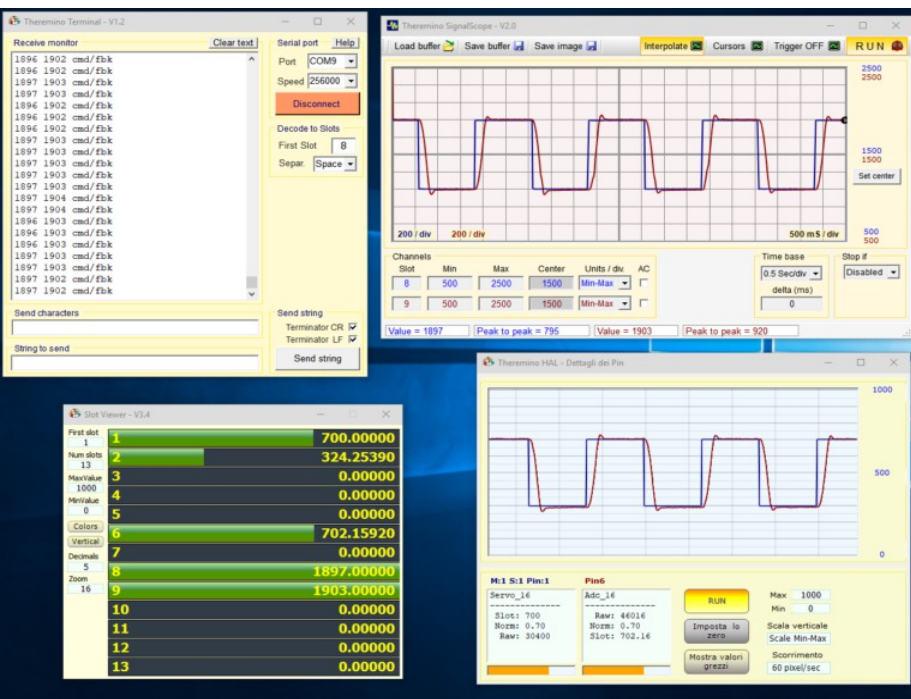 Theremino Terminal - V1.2
Receive monitor
Clear text
1896 1902 cmd/fbk
1896 1902 cmd/fbk
1897 1903 cmd/fbk
1897 1903 cmd/fbk
1896 1902 cmd/fbk
1897 1903 cmd/fbk
1896 1902 cmd/fbk
1896 1902 cmd/fbk
1897 1903 cmd/fbk
1897 1903 cmd/fbk
1897 1903 cmd/fbk
1897 1903 cmd/fbk
1897 1904 cmd/fbk
1897 1904 cmd/fbk
1896 1903 cmd/fbk
1896 1903 cmd/fbk
1896 1903 cmd/fbk
1897 1903 cmd/fbk
1897 1902 cmd/fbk
1897 1902 cmd/fbk
Send characters
String to send
Serial port
Help
Port COM9
Speed 256000
Disconnect
Decode to Slots
First Slot 8
Separ. Space
Send string
Terminator CR
Terminator LF
Send string
Theremino SignalScope - V2.0
Load buffer Save buffer Save image Interpolate Cursors Trigger OFF RUN
2500
2500
1500
1500
Set center
500
500
200 / div 200 / div 500 mS / div
Channels
Slot Min Max Center Units / div. AC
8 500 2500 1500 Min-Max
9 500 2500 1500 Min-Max
Time base
0.5 Sec/div
delta (ms)
0
Stop if
Disabled
Value = 1897 Peak to peak = 795 Value = 1903 Peak to peak = 920
Slot Viewer - V3.4
First slot
1
Num slots
13
MaxValue
1000
MinValue
0
Colors
Vertical
Decimals
5
Zoom
16
1 700.00000
2 324.25390
3 0.00000
4 0.00000
5 0.00000
6 702.15920
7 0.00000
8 1897.00000
9 1903.00000
10 0.00000
11 0.00000
12 0.00000
13 0.00000
Theremino HAL - Dettagli dei Pin
1000
500
0
M:1 S:1 Pin:1
Servo_16
--------------
Slot: 700
Norm: 0.70
Raw: 30400
Pin6
Adc_16
--------------
Raw: 46016
Norm: 0.70
Slot: 702.16
RUN
Imposta lo
zero
Mostra valori
grezzi
Max 1000
Min 0
Scala verticale
Scale Min-Max
Scorrimento
60 pixel/sec